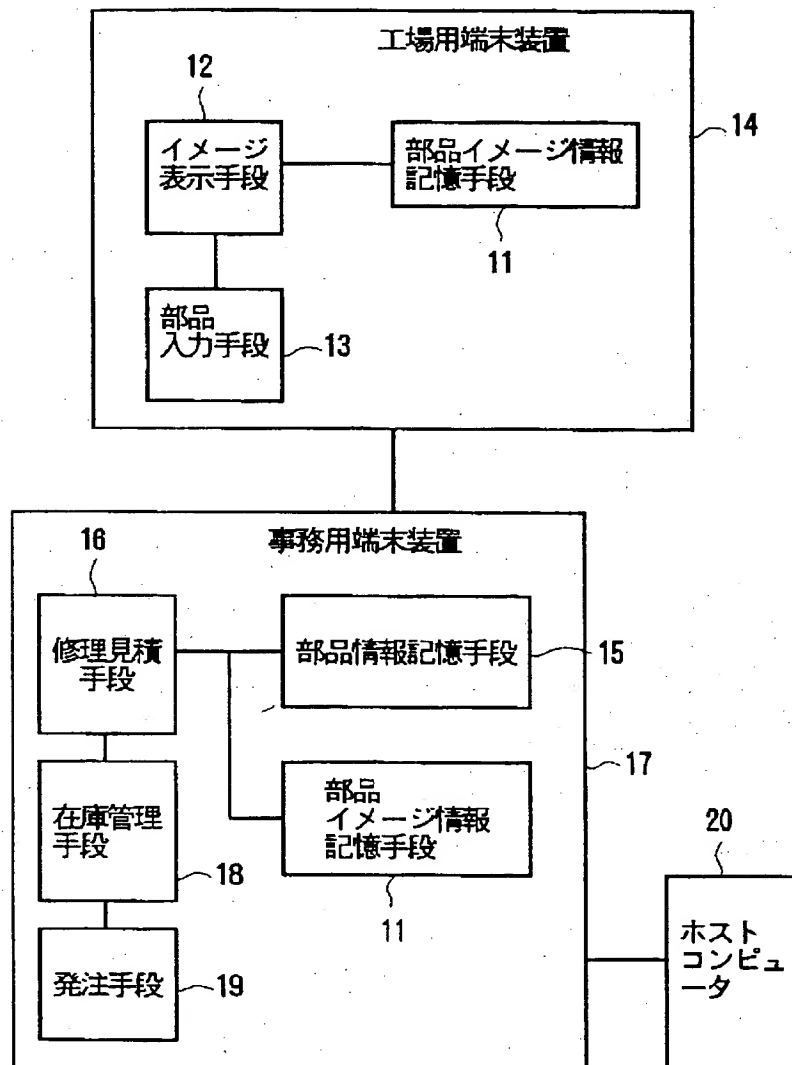 工場用端末装置
12
イメージ
表示手段
部品イメージ情報
記憶手段
14
11
部品
入力手段
13
事務用端末装置
16
修理見積
手段
部品情報記憶手段
15
17
在庫管理
手段
18
部品
イメージ情報
記憶手段
11
発注手段
19
20
ホスト
コンピュ
ータ